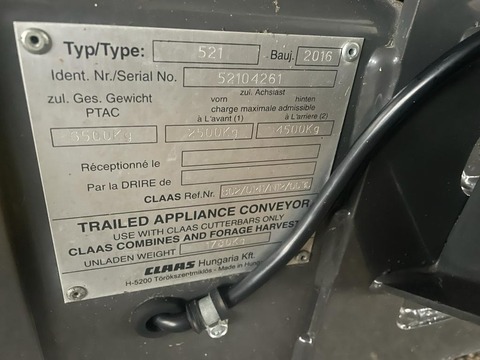 Typ/Type: 521 Bauj. 2016
Ident. Nr./Serial No. 52104261
zul. Ges. Gewicht zul. Achslast
PTAC vorn hinten
charge maximale admissible
à L'avant (1) à L'arriere (2)
3500Kg 2500Kg 4500Kg
Réceptionné le
Par la DRIRE de
CLAAS Ref.Nr.
TRAILED APPLIANCE CONVEYOR
USE WITH CLAAS CUTTERBARS ONLY
CLAAS COMBINES AND FORAGE HARVEST
UNLADEN WEIGHT 1700Kg
CLAAS Hungaria Kft.
H-5200 Törökszentmiklós - Made in Hung